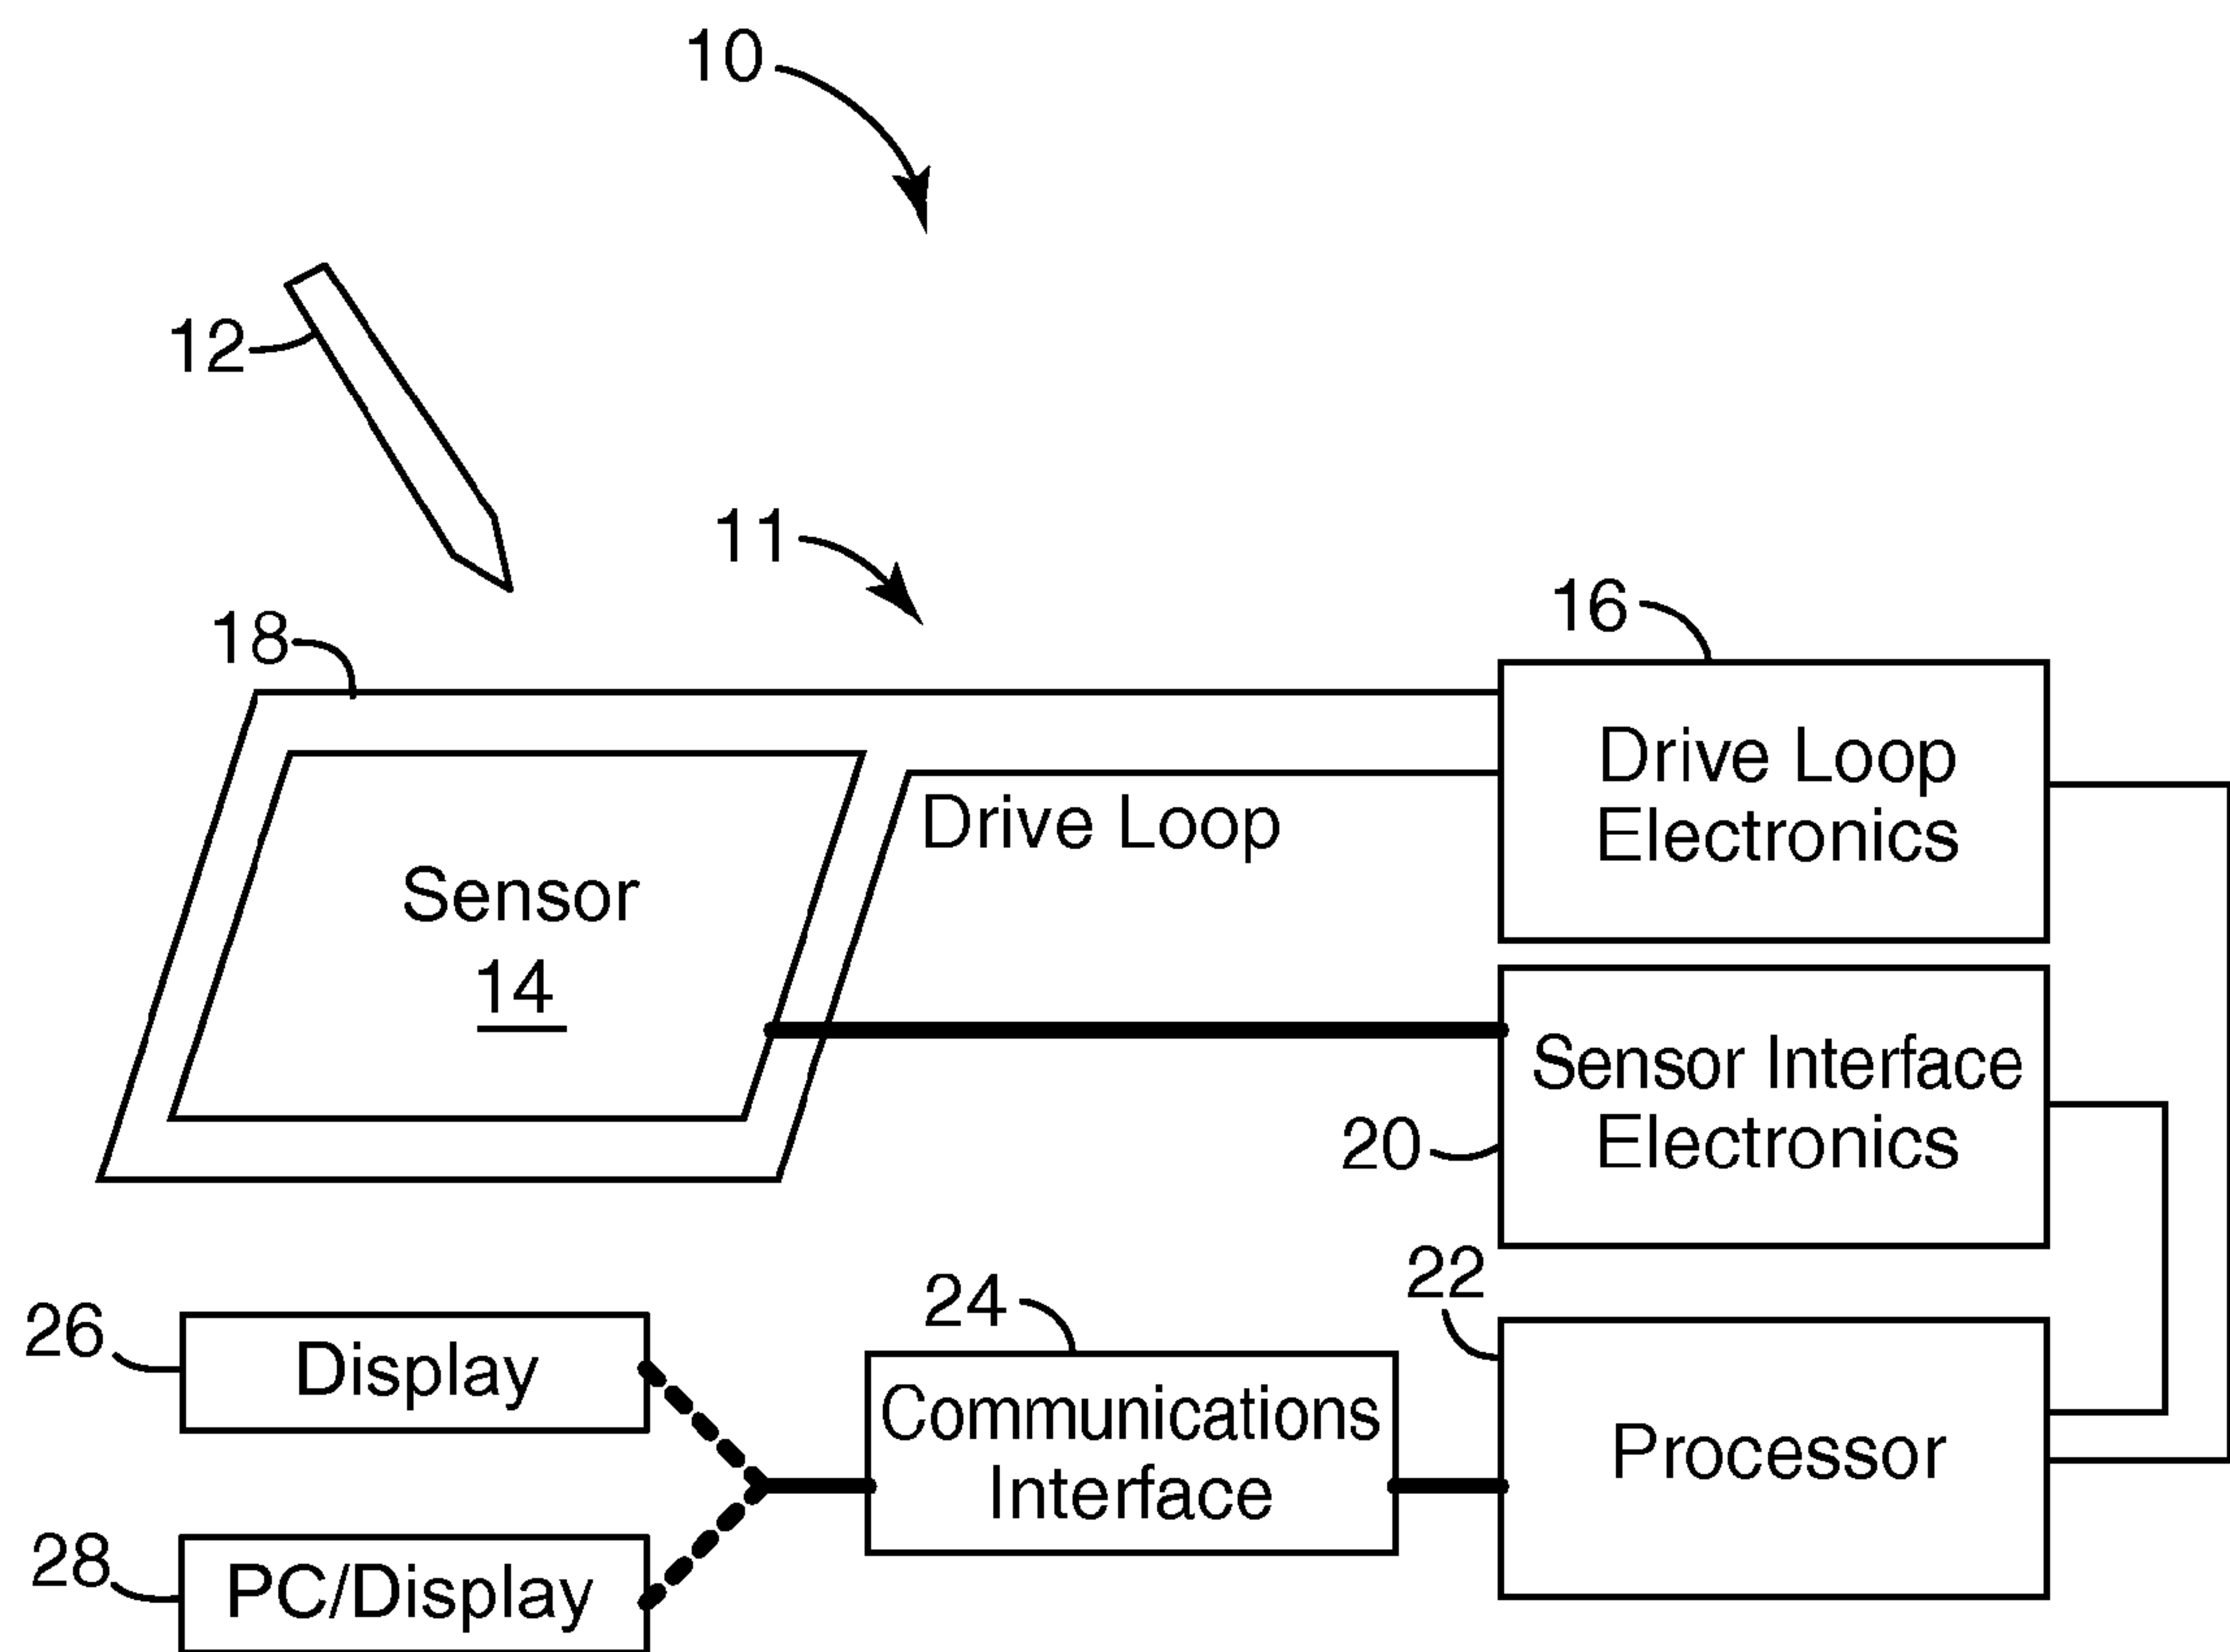 10
12
11
18
16
Drive Loop
Electronics
Drive Loop
Sensor
14
Sensor Interface
Electronics
20
22
24
26
Display
Communications
Interface
Processor
28
PC/Display